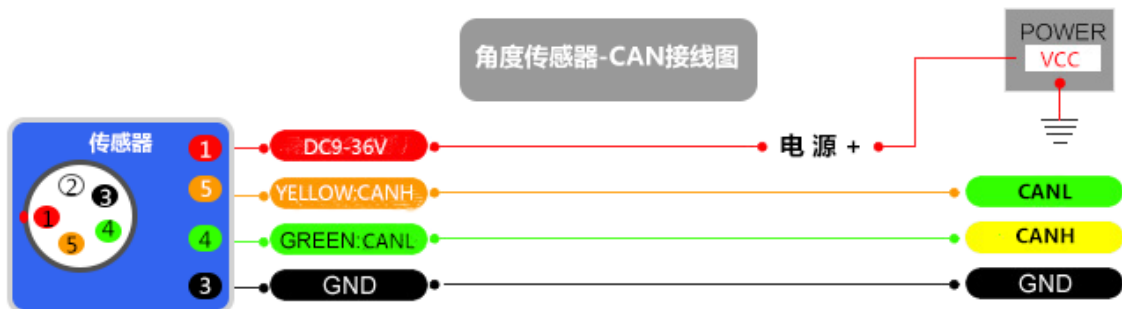 角度传感器-CAN接线图
POWER
VCC
传感器
1
DC9-36V
电 源 +
2
3
1
4
5
5
YELLOW:CANH
CANL
4
GREEN:CANL
CANH
3
GND
GND